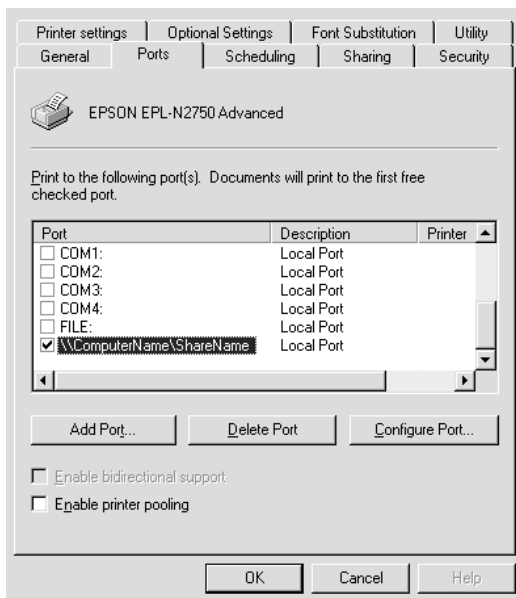 Printer settings Optional Settings Font Substitution Utility
General Ports Scheduling Sharing Security
EPSON EPL-N2750 Advanced
Print to the following port(s). Documents will print to the first free
checked port.
Port Description Printer
COM1: Local Port
COM2: Local Port
COM3: Local Port
COM4: Local Port
FILE: Local Port
\\ComputerName\ShareName Local Port
Add Port... Delete Port Configure Port...
Enable bidirectional support
Enable printer pooling
OK Cancel Help